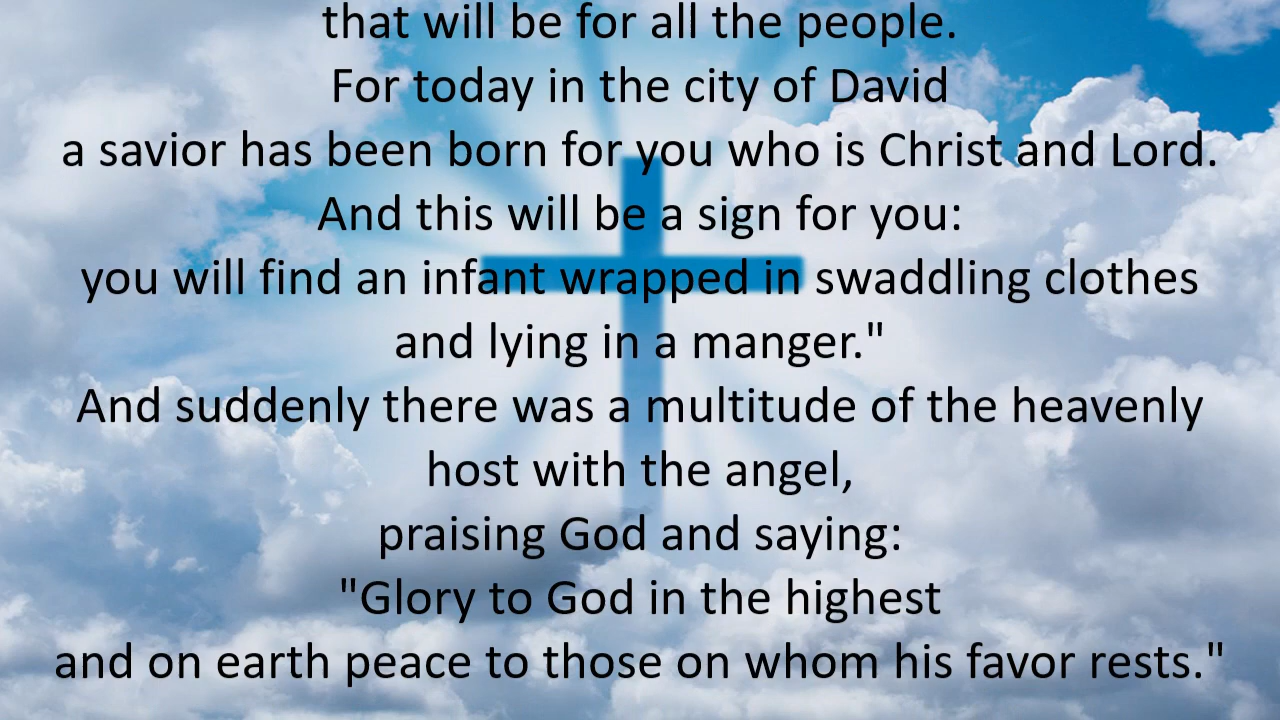 that will be for all the people.
For today in the city of David
a savior has been born for you who is Christ and Lord.
And this will be a sign for you:
you will find an infant wrapped in swaddling clothes
and lying in a manger."
And suddenly there was a multitude of the heavenly
host with the angel,
praising God and saying:
"Glory to God in the highest
and on earth peace to those on whom his favor rests."